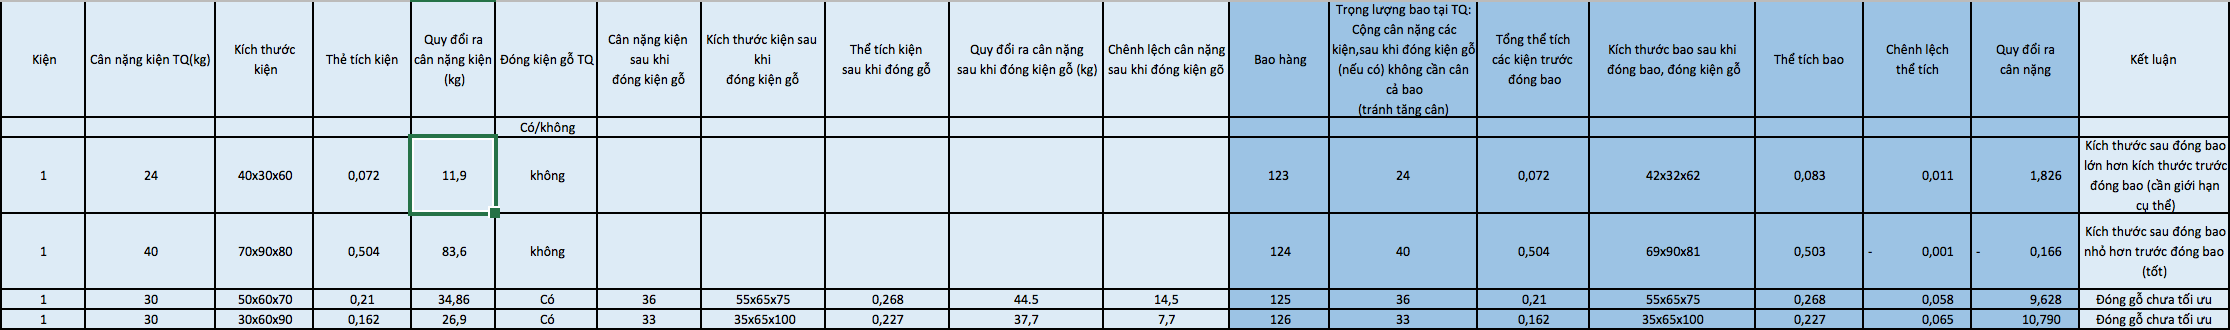 Kiện
Cân nặng kiện TQ(kg)
Kích thước
kiện
Thẻ tích kiện
Quy đổi ra
cân nặng kiện
(kg)
Đóng kiện gỗ TQ
Cân nặng kiện
sau khi
đóng kiện gỗ
Kích thước kiện sau
khi
đóng kiện gỗ
Thể tích kiện
sau khi đóng gỗ
Quy đổi ra cân nặng
sau khi đóng kiện gỗ (kg)
Chênh lệch cân nặng
sau khi đóng kiện gỗ
Bao hàng
Trọng lượng bao tại TQ:
Cộng cân nặng các
kiện,sau khi đóng kiện gỗ
(nếu có) không cần cân
cả bao
(tránh tăng cân)
Tổng thể tích
các kiện trước
đóng bao
Kích thước bao sau khi
đóng bao, đóng kiện gỗ
Thể tích bao
Chênh lệch
thể tích
Quy đổi ra
cân nặng
Kết luận
Có/không
1 24 40x30x60 0,072 11,9 không 123 24 0,072 42x32x62 0,083 0,011 1,826
Kích thước sau đóng bao
lớn hơn kích thước trước
đóng bao (cần giới hạn
cụ thể)
1 40 70x90x80 0,504 83,6 không 124 40 0,504 69x90x81 0,503 - 0,001 - 0,166
Kích thước sau đóng bao
nhỏ hơn trước đóng bao
(tốt)
1 30 50x60x70 0,21 34,86 Có 36 55x65x75 0,268 44.5 14,5 125 36 0,21 55x65x75 0,268 0,058 9,628 Đóng gỗ chưa tối ưu
1 30 30x60x90 0,162 26,9 Có 33 35x65x100 0,227 37,7 7,7 126 33 0,162 35x65x100 0,227 0,065 10,790 Đóng gỗ chưa tối ưu